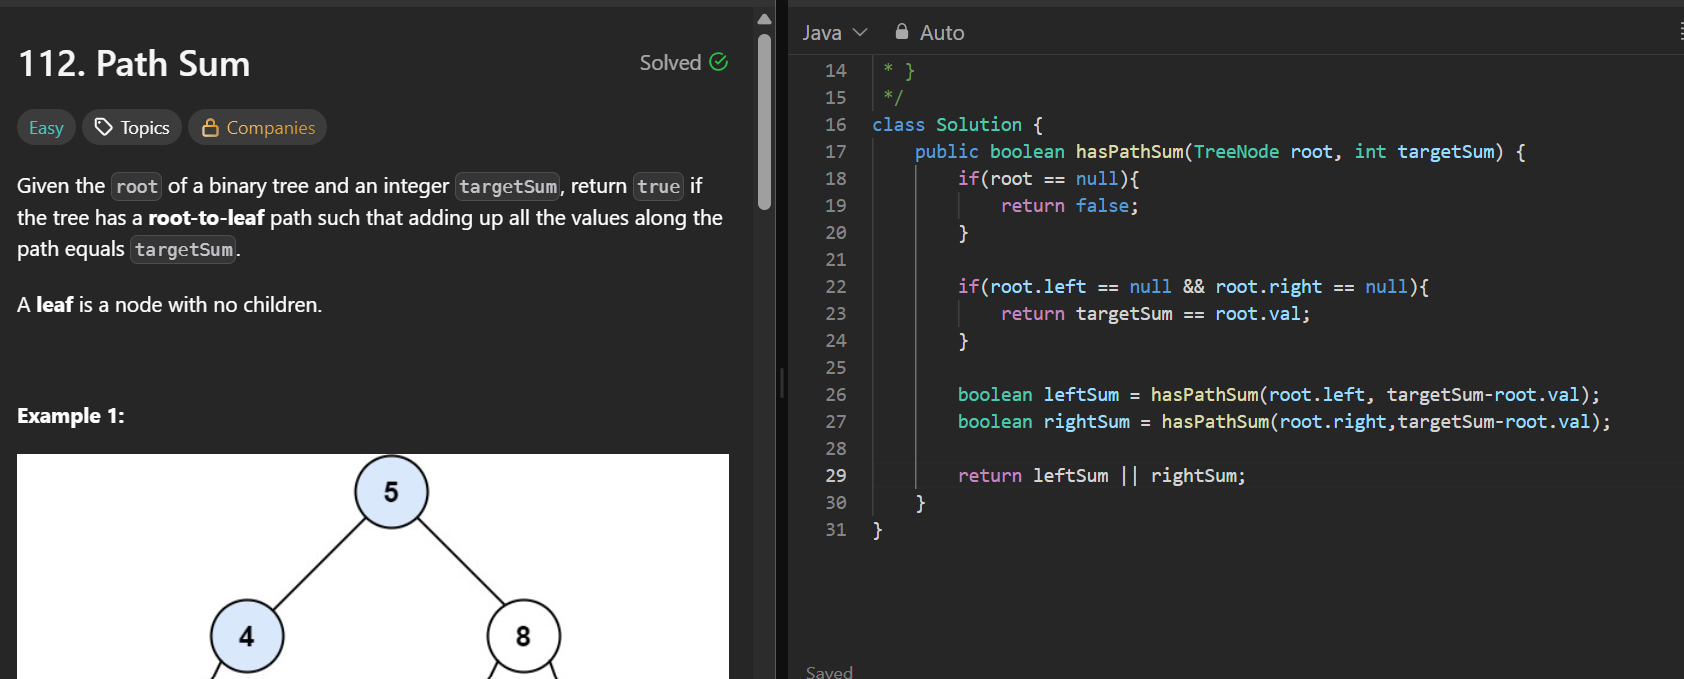 112. Path Sum
Solved
Easy
Topics
Companies
Given the root of a binary tree and an integer targetSum, return true if
the tree has a root-to-leaf path such that adding up all the values along the
path equals targetSum.
A leaf is a node with no children.
Example 1:
5
4
8
Java
Auto
14 * }
15 */
16 class Solution {
17 public boolean hasPathSum(TreeNode root, int targetSum) {
18 if(root == null){
19 return false;
20 }
21
22 if(root.left == null && root.right == null){
23 return targetSum == root.val;
24 }
25
26 boolean leftSum = hasPathSum(root.left, targetSum-root.val);
27 boolean rightSum = hasPathSum(root.right,targetSum-root.val);
28
29 return leftSum || rightSum;
30 }
31 }
Saved